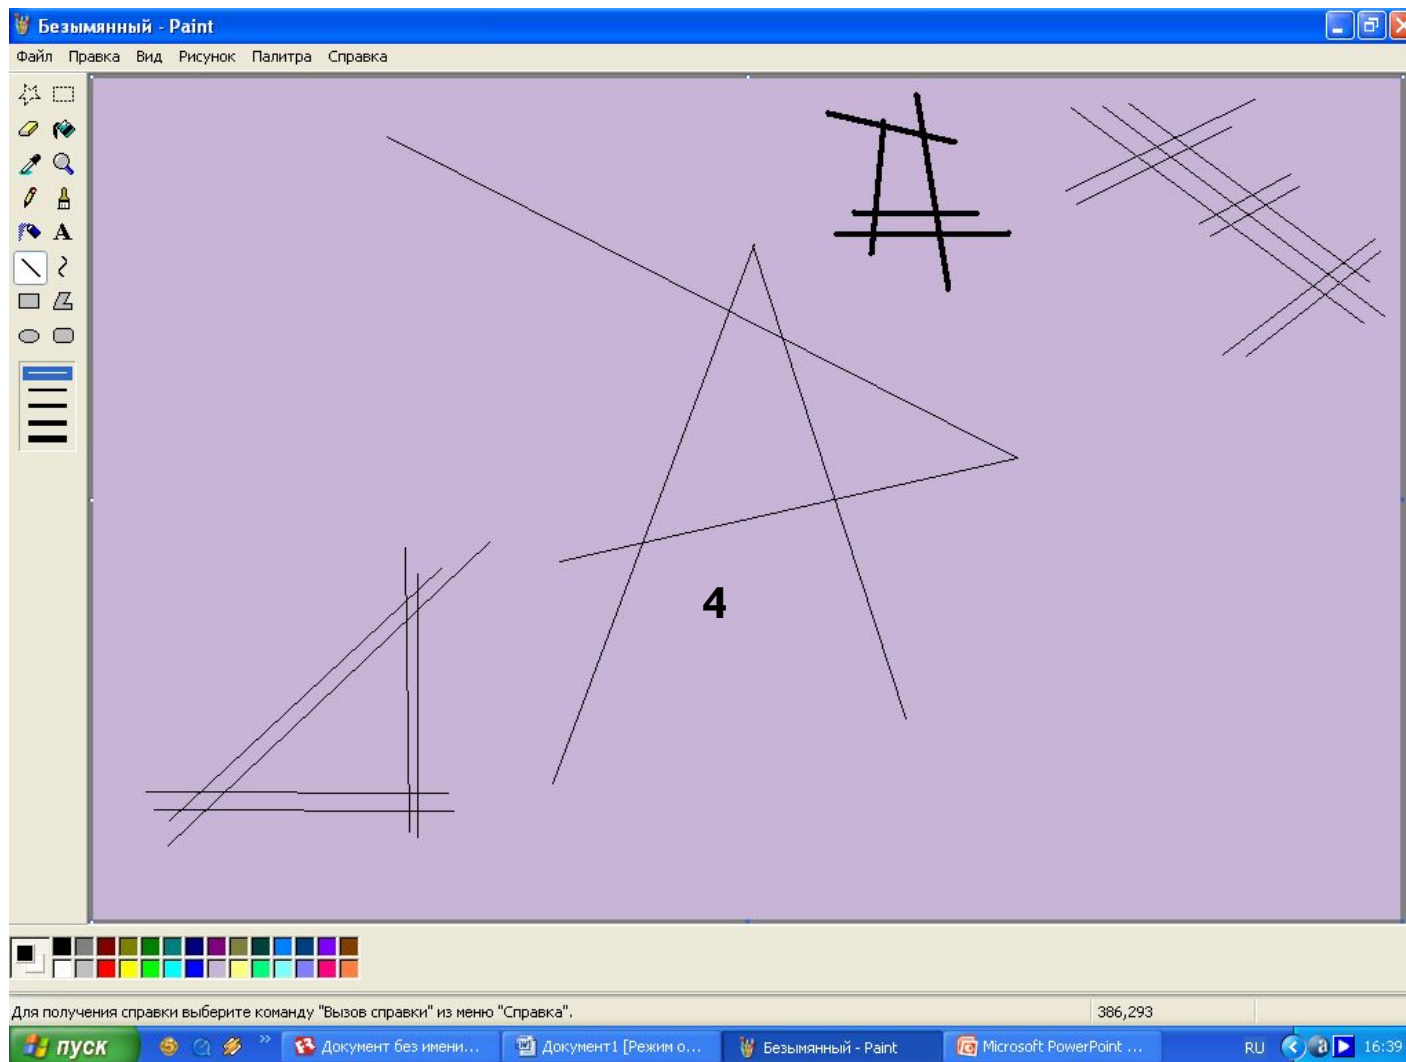 Безымянный - Paint
Файл Правка Вид Рисунок Палитра Справка
A
4
Для получения справки выберите команду "Вызов справки" из меню "Справка".
386,293
пуск
Документ без имени...
Документ1 [Режим о...
Безымянный - Paint
Microsoft PowerPoint ...
RU
16:39